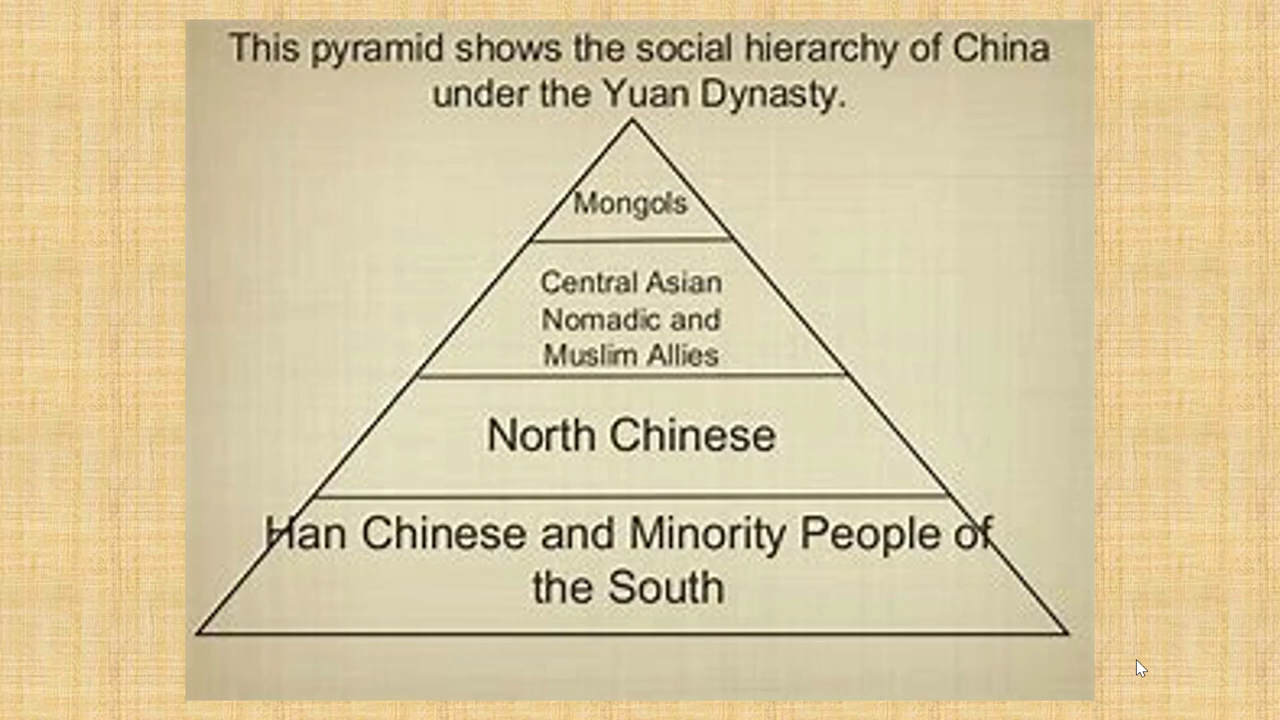 This pyramid shows the social hierarchy of China
under the Yuan Dynasty.
Mongols
Central Asian
Nomadic and
Muslim Allies
North Chinese
Han Chinese and Minority People of
the South